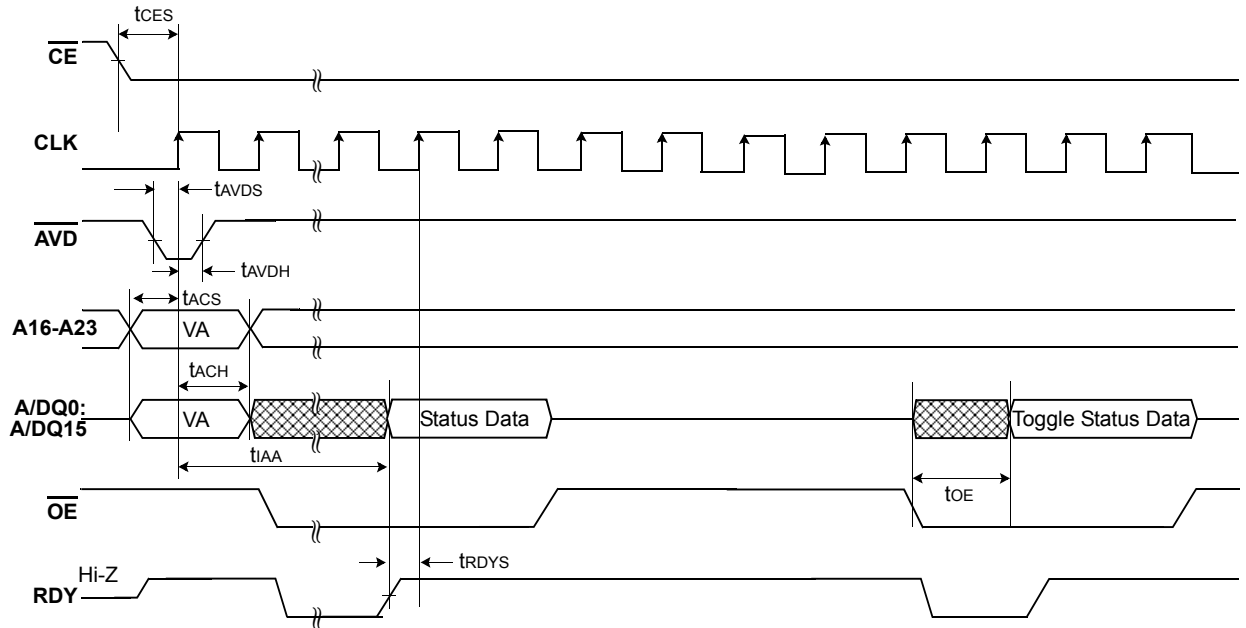 tCES
CE
CLK
tAVDS
AVD
tAVDH
tACS
A16-A23
VA
tACH
A/DQ0:
A/DQ15
VA
Status Data
Toggle Status Data
tIAA
OE
tOE
tRDYS
Hi-Z
RDY